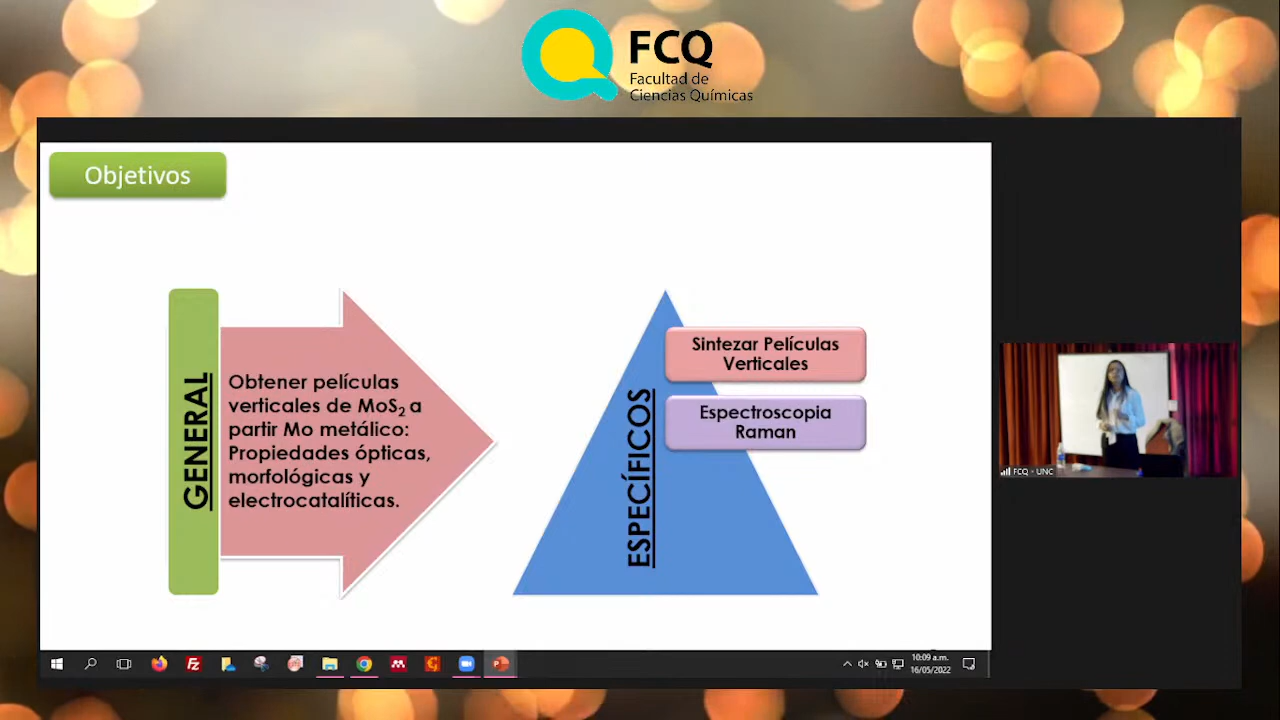 FCQ
Facultad de
Ciencias Químicas
Objetivos
GENERAL
Obtener películas
verticales de MoS₂ a
partir Mo metálico:
Propiedades ópticas,
morfológicas y
electrocatalíticas.
ESPECÍFICOS
Sintezar Películas
Verticales
Espectroscopia
Raman
FCQ - UNC
10:09 a.m.
16/05/2022